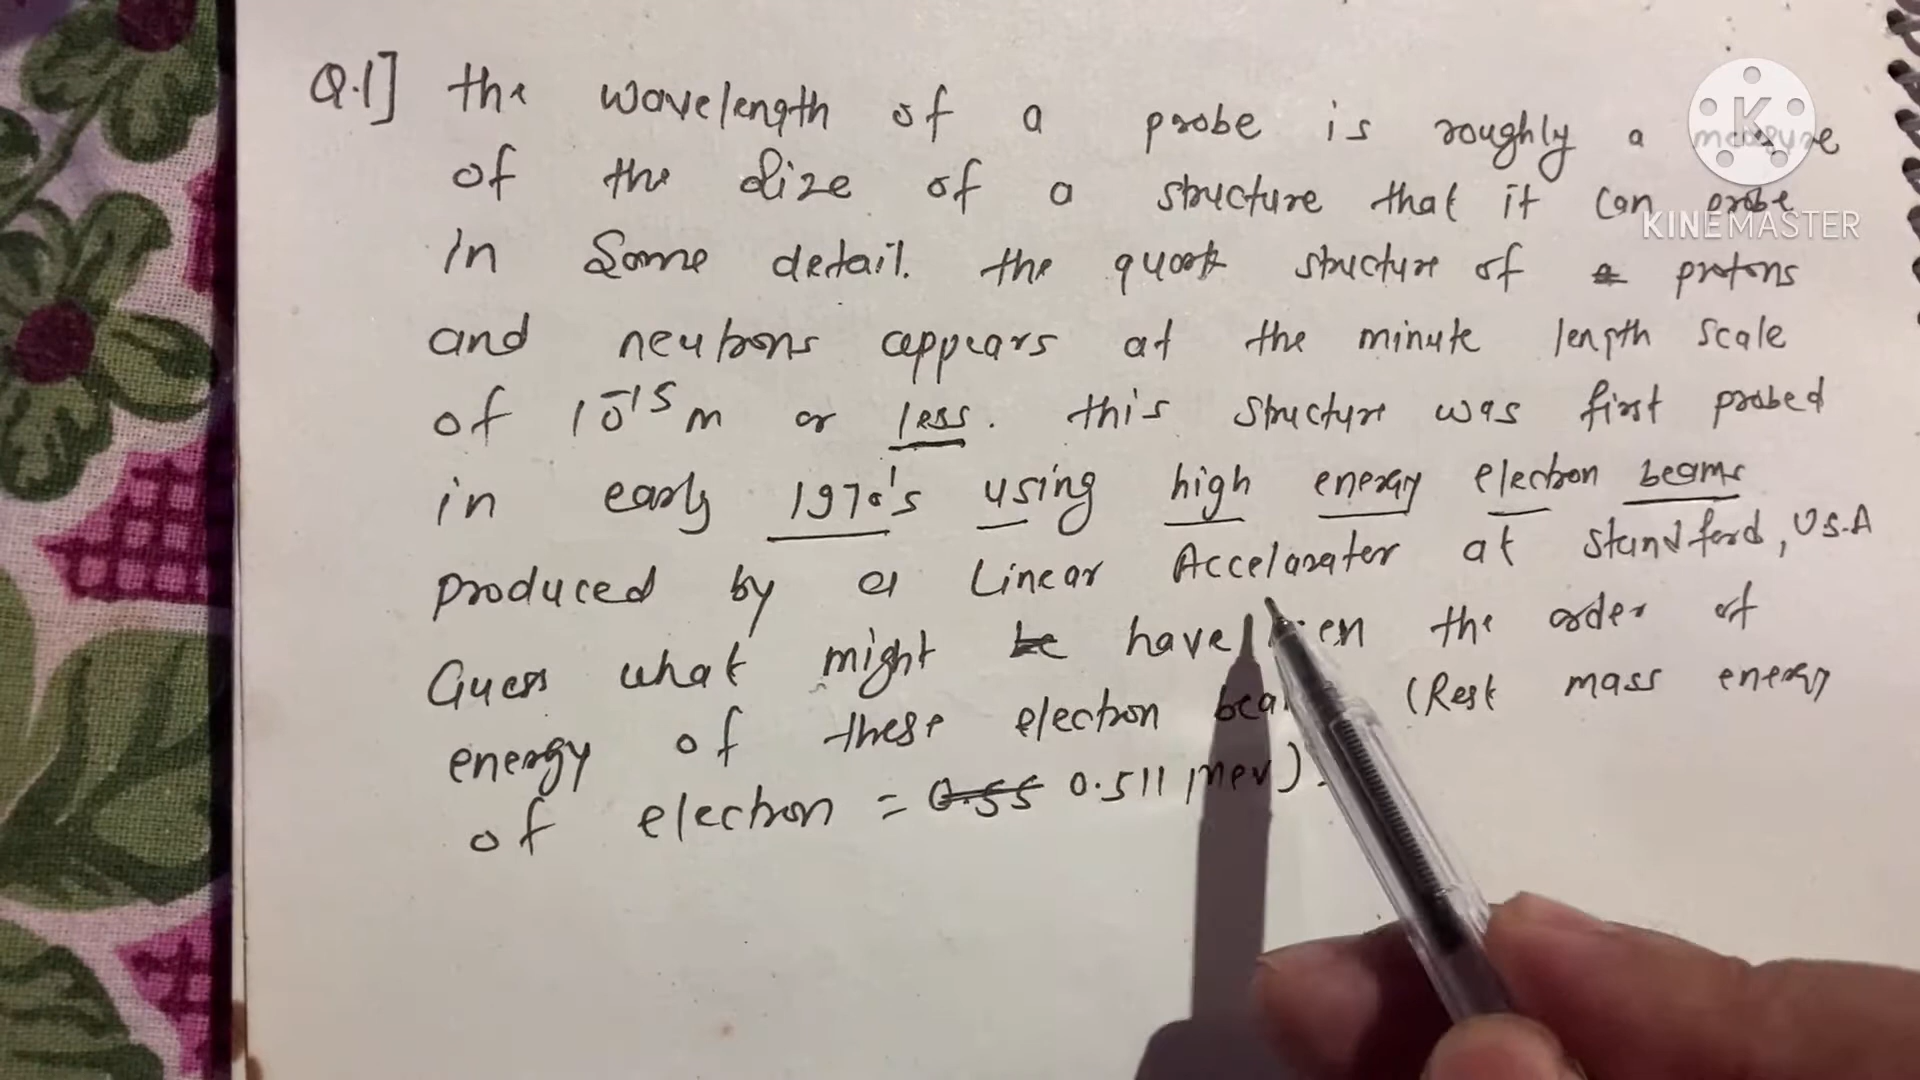 Q.1] the wavelength of a probe is roughly a measure
of the size of a structure that it can probe
in some detail. the quark structure of protons
and neutrons appears at the minute length scale
of 10^-15 m or less. this structure was first probed
in early 1970's using high energy electron beams
produced by a Linear Accelarater at Standford, U.S.A
Guess what might have been the order of
energy of these electron (Rest mass energy
of electron = 0.511 Mev).
K
KINEMASTER